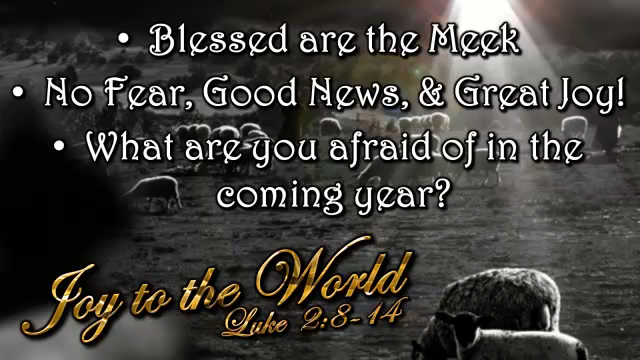 • Blessed are the Meek
• No Fear, Good News, & Great Joy!
• What are you afraid of in the
coming year?
Joy to the World
Luke 2:8-14